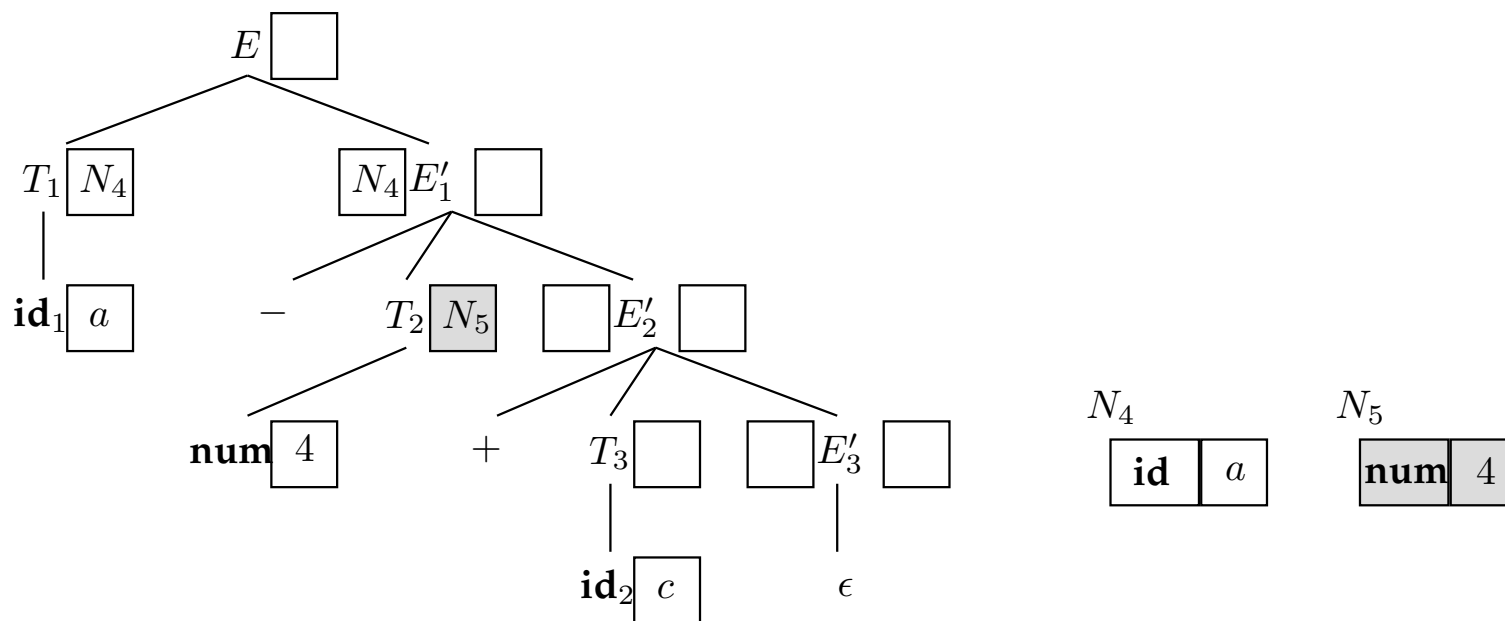 E
T₁ N₄ N₄ E′₁
id₁ a − T₂ N₅ E′₂
N₄ N₅
num 4 + T₃ E′₃ id a num 4
id₂ c ϵ